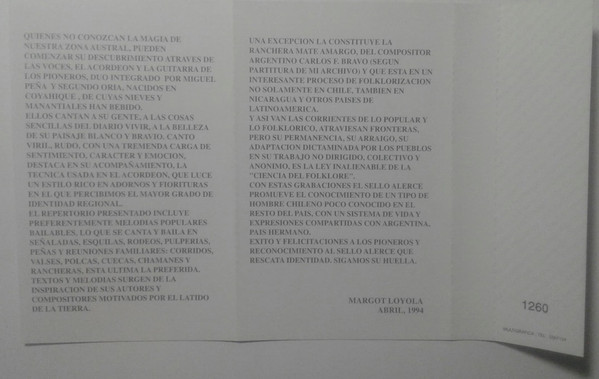 QUIENES NO CONOZCAN LA MAGIA DE
NUESTRA ZONA AUSTRAL, PUEDEN
COMENZAR SU DESCUBRIMIENTO ATRAVES DE
LAS VOCES, EL ACORDEON Y LA GUITARRA DE
LOS PIONEROS, DUO INTEGRADO POR MIGUEL
PEÑA Y SEGUNDO ORIA, NACIDOS EN
COYAHIQUE, DE CUYAS NIEVES Y
MANANTIALES HAN BEBIDO.
ELLOS CANTAN A SU GENTE, A LAS COSAS
SENCILLAS DEL DIARIO VIVIR, A LA BELLEZA
DE SU PAISAJE BLANCO Y BRAVIO; CANTO
VIRIL, RUDO, CON UNA TREMENDA CARGA DE
SENTIMIENTO, CARACTER Y EMOCION,
DESTACA EN SU ACOMPAÑAMIENTO, LA
TECNICA USADA EN EL ACORDEON, QUE LUCE
UN ESTILO RICO EN ADORNOS Y FIORITURAS
EN EL QUE PERCIBIMOS EL MAYOR GRADO DE
IDENTIDAD REGIONAL.
EL REPERTORIO PRESENTADO INCLUYE
PREFERENTEMENTE MELODIAS POPULARES
BAILABLES, LO QUE SE CANTA Y BAILA EN
SEÑALADAS, ESQUILAS, RODEOS, PULPERIAS,
PEÑAS Y REUNIONES FAMILIARES: CORRIDOS,
VALSES, POLCAS, CUECAS, CHAMANES Y
RANCHERAS, ESTA ULTIMA LA PREFERIDA.
TEXTOS Y MELODIAS SURGEN DE LA
INSPIRACION DE SUS AUTORES Y
COMPOSITORES MOTIVADOS POR EL LATIDO
DE LA TIERRA.
UNA EXCEPCION LA CONSTITUYE LA
RANCHERA MATE AMARGO, DEL COMPOSITOR
ARGENTINO CARLOS F. BRAVO (SEGUN
PARTITURA DE MI ARCHIVO) Y QUE ESTA EN UN
INTERESANTE PROCESO DE FOLKLORIZACION
NO SOLAMENTE EN CHILE, TAMBIEN EN
NICARAGUA Y OTROS PAISES DE
LATINOAMERICA.
Y ASI VAN LAS CORRIENTES DE LO POPULAR Y
LO FOLKLORICO, ATRAVIESAN FRONTERAS,
PERO SU PERMANENCIA, SU ARRAIGO, SU
ADAPTACION DICTAMINADA POR LOS PUEBLOS
EN SU TRABAJO NO DIRIGIDO, COLECTIVO Y
ANONIMO, ES LA LEY INALIENABLE DE LA
"CIENCIA DEL FOLKLORE".
CON ESTAS GRABACIONES EL SELLO ALERCE
PROMUEVE EL CONOCIMIENTO DE UN TIPO DE
HOMBRE CHILENO POCO CONOCIDO EN EL
RESTO DEL PAIS, CON UN SISTEMA DE VIDA Y
EXPRESIONES COMPARTIDAS CON ARGENTINA,
PAIS HERMANO.
EXITO Y FELICITACIONES A LOS PIONEROS Y
RECONOCIMIENTO AL SELLO ALERCE QUE
RESCATA IDENTIDAD. SIGAMOS SU HUELLA.
MARGOT LOYOLA
ABRIL, 1994
1260